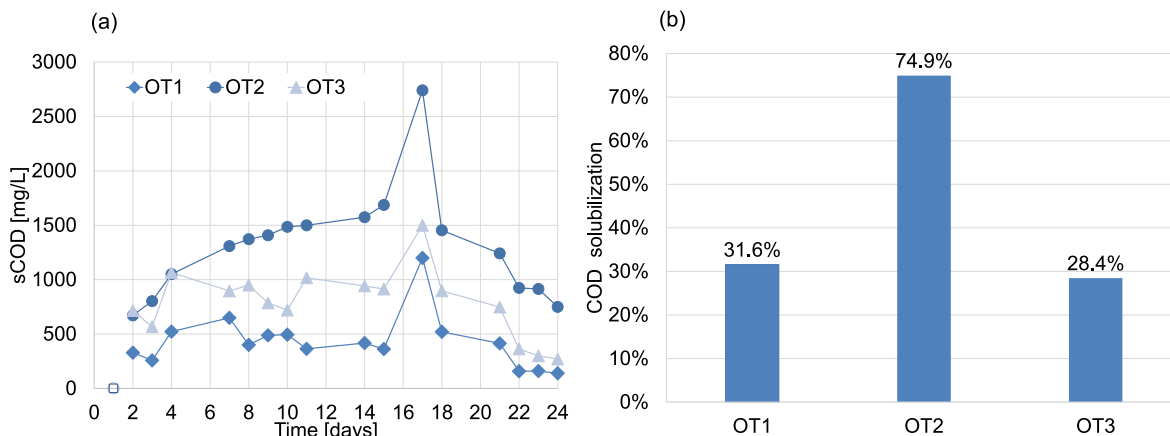 (a)
3000
2500
2000
1500
1000
500
0
sCOD [mg/L]
OT1 OT2 OT3
0 2 4 6 8 10 12 14 16 18 20 22 24
Time [days]
(b)
80%
70%
60%
50%
40%
30%
20%
10%
0%
COD solubilization
31.6%
74.9%
28.4%
OT1 OT2 OT3